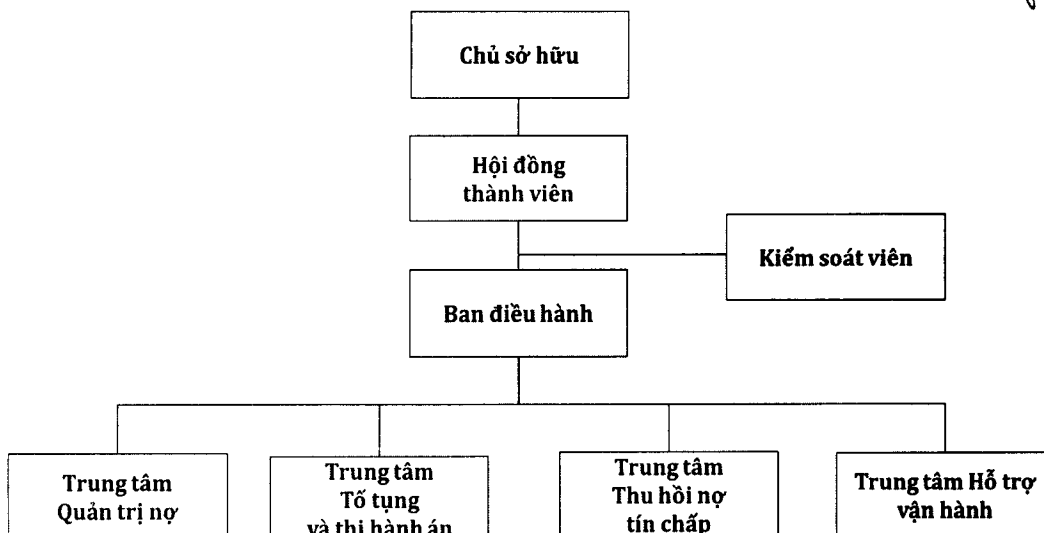 Chủ sở hữu
Hội đồng
thành viên
Kiểm soát viên
Ban điều hành
Trung tâm
Quản trị nợ
Trung tâm
Tố tụng
và thi hành án
Trung tâm
Thu hồi nợ
tín chấp
Trung tâm Hỗ trợ
vận hành